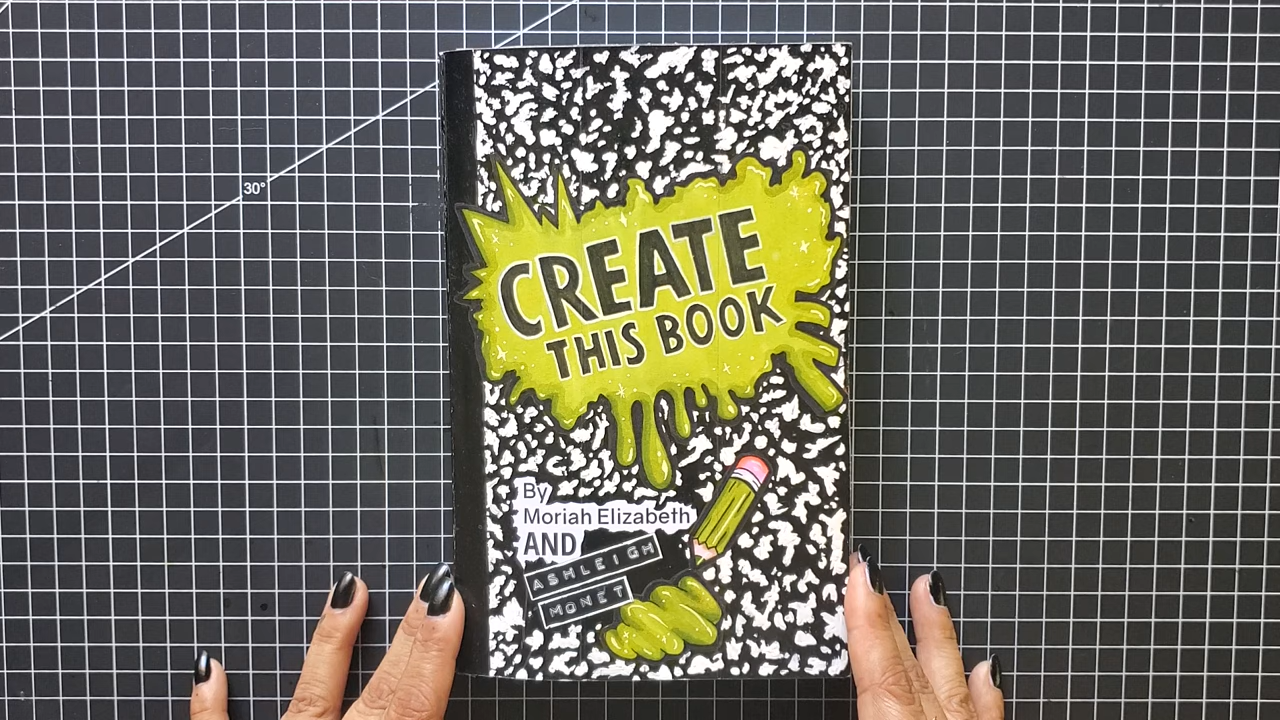 30°
CREATE
THIS BOOK
By
Moriah Elizabeth
AND
ASHLEIGH
MONET